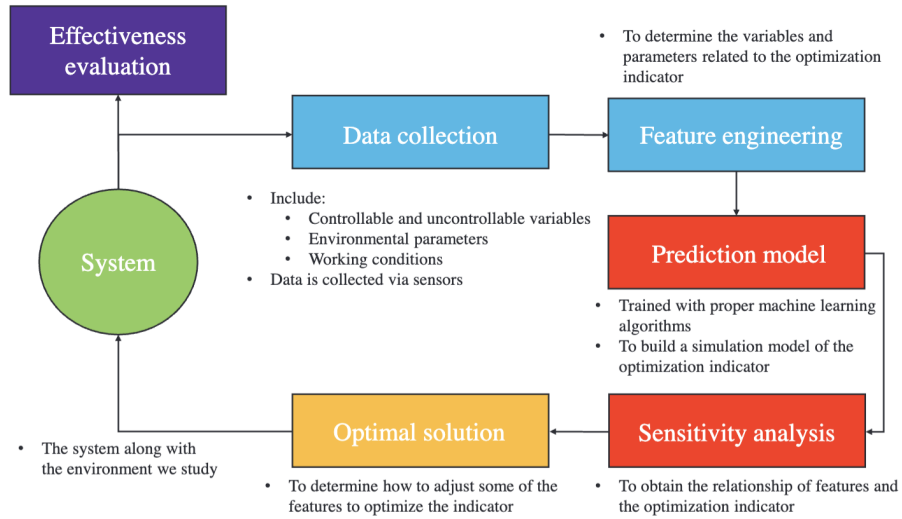 Effectiveness
evaluation
• To determine the variables and
parameters related to the optimization
indicator
Data collection
Feature engineering
• Include:
• Controllable and uncontrollable variables
• Environmental parameters
• Working conditions
• Data is collected via sensors
System
Prediction model
• Trained with proper machine learning
algorithms
• To build a simulation model of the
optimization indicator
Optimal solution
Sensitivity analysis
• The system along with
the environment we study
• To determine how to adjust some of the
features to optimize the indicator
• To obtain the relationship of features and
the optimization indicator